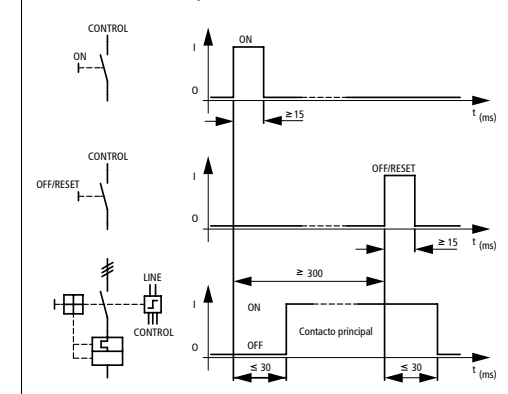 CONTROL
ON
I
ON
O
≥ 15
t (ms)
CONTROL
OFF/RESET
I
OFF/RESET
O
≥ 15
t (ms)
≥ 300
LINE
CONTROL
I
ON
Contacto principal
O
OFF
≤ 30
≤ 30
t (ms)